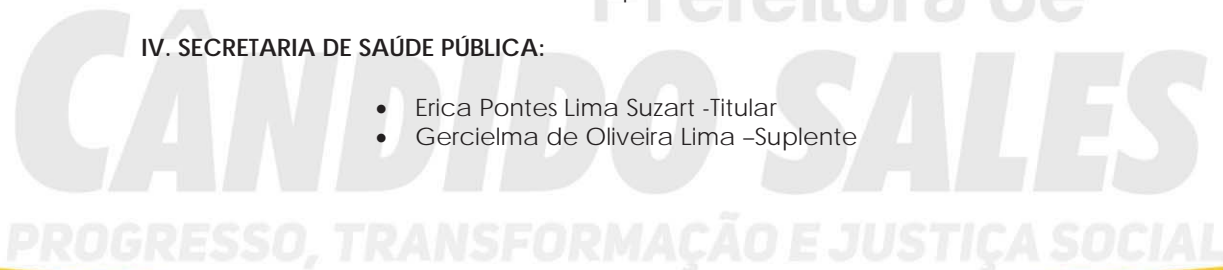 Prefeitura de
CÂNDIDO SALES
IV. SECRETARIA DE SAÚDE PÚBLICA:
• Erica Pontes Lima Suzart -Titular
• Gercielma de Oliveira Lima –Suplente
PROGRESSO, TRANSFORMAÇÃO E JUSTIÇA SOCIAL